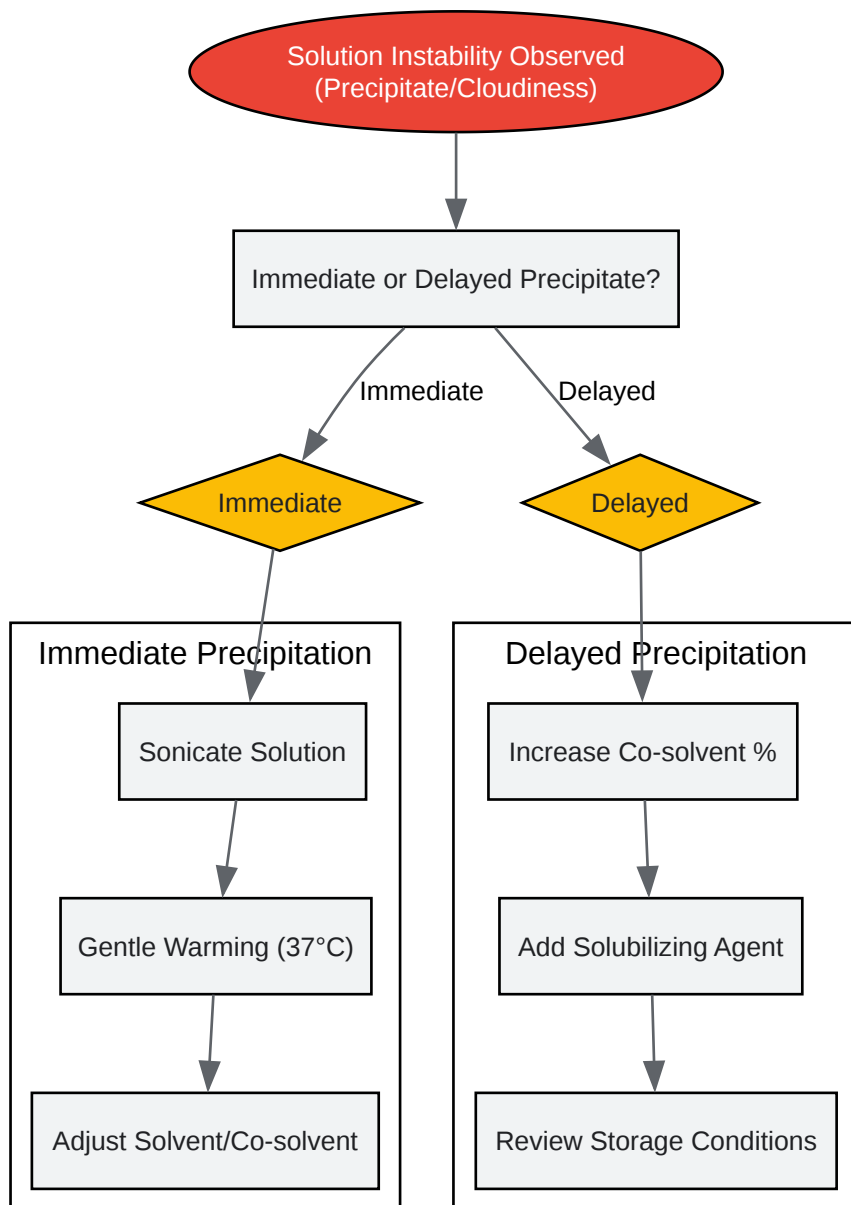 Solution Instability Observed
(Precipitate/Cloudiness)
Immediate or Delayed Precipitate?
Immediate
Delayed
Immediate
Delayed
Immediate Precipitation
Delayed Precipitation
Sonicate Solution
Increase Co-solvent %
Gentle Warming (37°C)
Add Solubilizing Agent
Adjust Solvent/Co-solvent
Review Storage Conditions